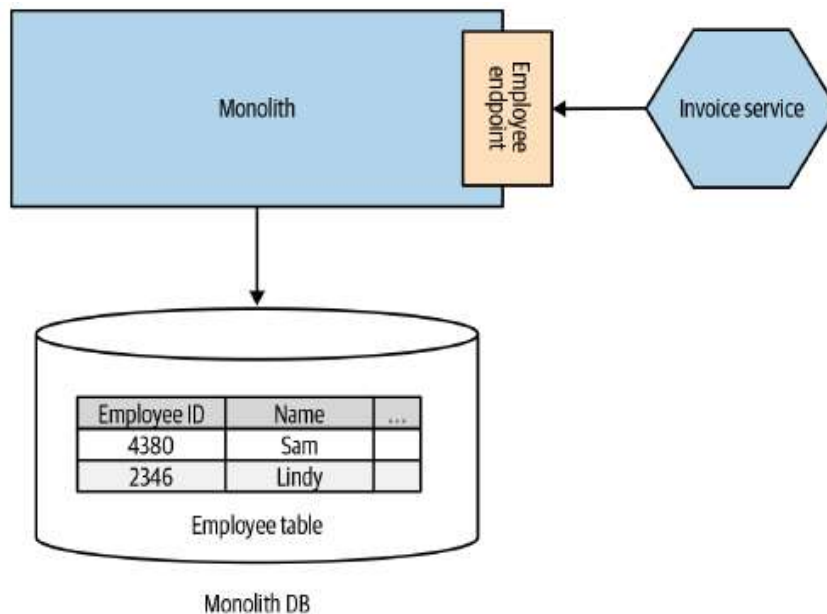 Monolith
Employee
endpoint
Invoice service
Employee ID Name ...
4380 Sam
2346 Lindy
Employee table
Monolith DB